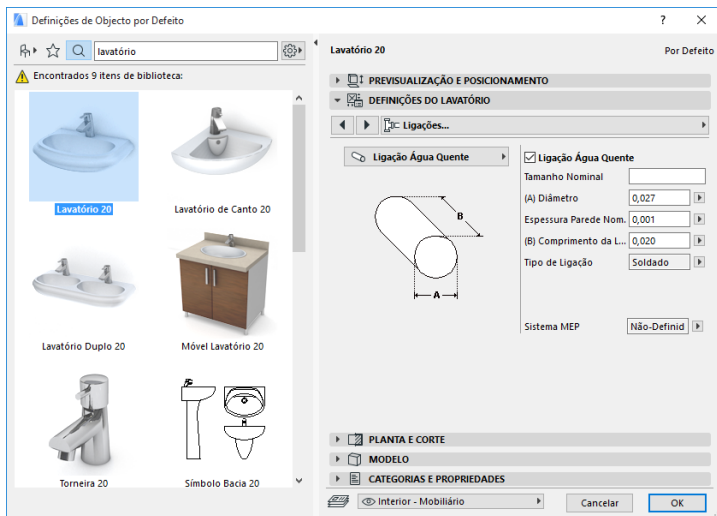 Definições de Objecto por Defeito
? X
lavatório
Encontrados 9 itens de biblioteca:
Lavatório 20
Lavatório de Canto 20
Lavatório Duplo 20
Móvel Lavatório 20
Torneira 20
Símbolo Bacia 20
Lavatório 20
Por Defeito
PREVISUALIZAÇÃO E POSICIONAMENTO
DEFINIÇÕES DO LAVATÓRIO
Ligações...
Ligação Água Quente
B
A
Ligação Água Quente
Tamanho Nominal
(A) Diâmetro 0,027
Espessura Parede Nom. 0,001
(B) Comprimento da L... 0,020
Tipo de Ligação Soldado
Sistema MEP Não-Definid
PLANTA E CORTE
MODELO
CATEGORIAS E PROPRIEDADES
Interior - Mobiliário
Cancelar
OK